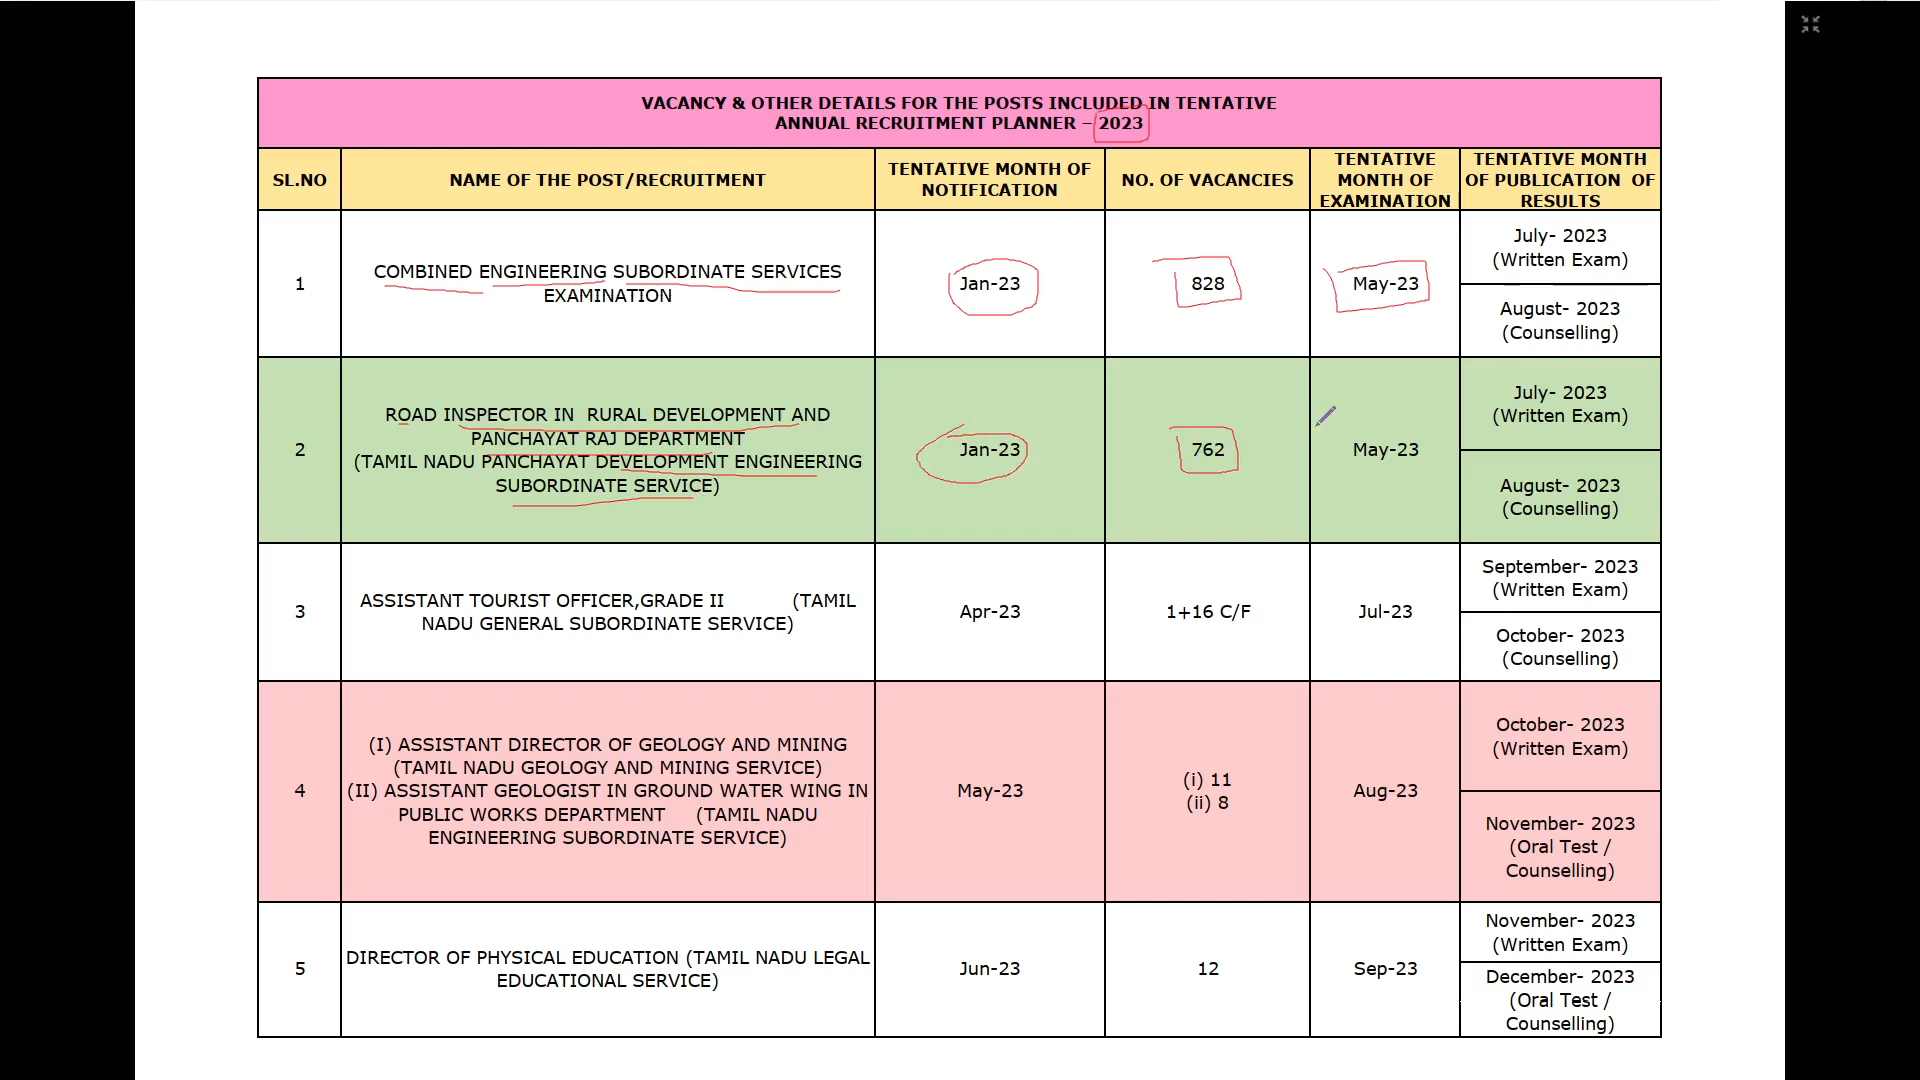 VACANCY & OTHER DETAILS FOR THE POSTS INCLUDED IN TENTATIVE
ANNUAL RECRUITMENT PLANNER – 2023
SL.NO
NAME OF THE POST/RECRUITMENT
TENTATIVE MONTH OF
NOTIFICATION
NO. OF VACANCIES
TENTATIVE
MONTH OF
EXAMINATION
TENTATIVE MONTH
OF PUBLICATION OF
RESULTS
1
COMBINED ENGINEERING SUBORDINATE SERVICES
EXAMINATION
Jan-23
828
May-23
July- 2023
(Written Exam)
August- 2023
(Counselling)
2
ROAD INSPECTOR IN RURAL DEVELOPMENT AND
PANCHAYAT RAJ DEPARTMENT
(TAMIL NADU PANCHAYAT DEVELOPMENT ENGINEERING
SUBORDINATE SERVICE)
Jan-23
762
May-23
July- 2023
(Written Exam)
August- 2023
(Counselling)
3
ASSISTANT TOURIST OFFICER,GRADE II (TAMIL
NADU GENERAL SUBORDINATE SERVICE)
Apr-23
1+16 C/F
Jul-23
September- 2023
(Written Exam)
October- 2023
(Counselling)
4
(I) ASSISTANT DIRECTOR OF GEOLOGY AND MINING
(TAMIL NADU GEOLOGY AND MINING SERVICE)
(II) ASSISTANT GEOLOGIST IN GROUND WATER WING IN
PUBLIC WORKS DEPARTMENT (TAMIL NADU
ENGINEERING SUBORDINATE SERVICE)
May-23
(i) 11
(ii) 8
Aug-23
October- 2023
(Written Exam)
November- 2023
(Oral Test /
Counselling)
5
DIRECTOR OF PHYSICAL EDUCATION (TAMIL NADU LEGAL
EDUCATIONAL SERVICE)
Jun-23
12
Sep-23
November- 2023
(Written Exam)
December- 2023
(Oral Test /
Counselling)